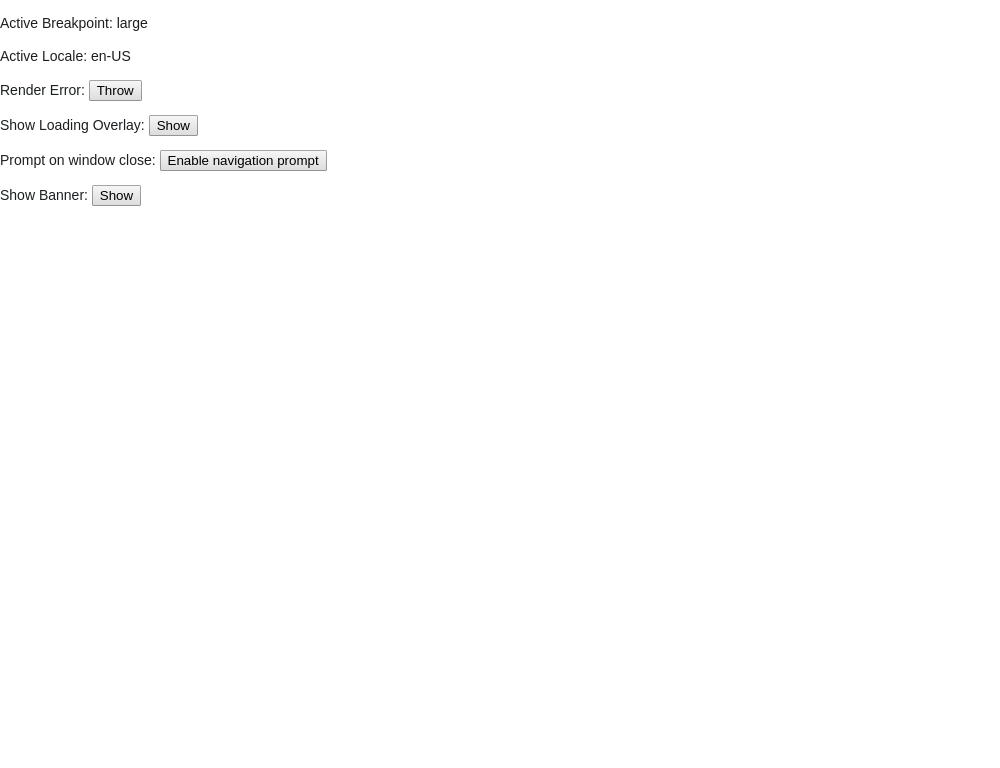 Active Breakpoint: large
Active Locale: en-US
Render Error: Throw
Show Loading Overlay: Show
Prompt on window close: Enable navigation prompt
Show Banner: Show